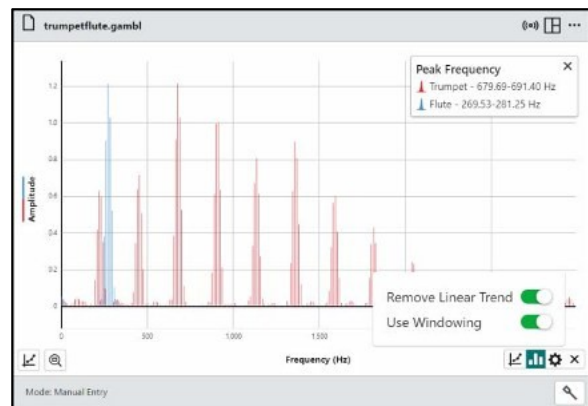 trumpetflute.gambl
Peak Frequency
Trumpet - 679.69-691.40 Hz
Flute - 269.53-281.25 Hz
1.2
1.0
0.8
0.6
0.4
0.2
0
Amplitude
0
500
1,000
1,500
Frequency (Hz)
Remove Linear Trend
Use Windowing
Mode: Manual Entry